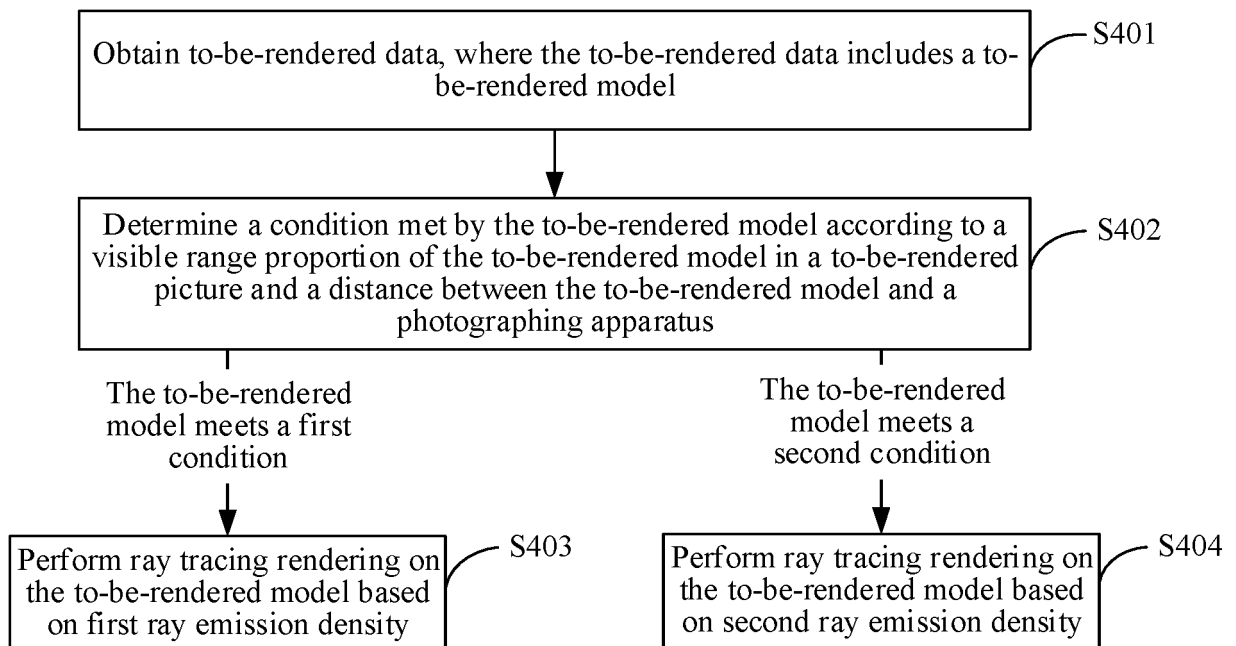 Obtain to-be-rendered data, where the to-be-rendered data includes a to-
be-rendered model
S401
Determine a condition met by the to-be-rendered model according to a
visible range proportion of the to-be-rendered model in a to-be-rendered
picture and a distance between the to-be-rendered model and a
photographing apparatus
S402
The to-be-rendered
model meets a first
condition
The to-be-rendered
model meets a
second condition
Perform ray tracing rendering on
the to-be-rendered model based
on first ray emission density
S403
Perform ray tracing rendering on
the to-be-rendered model based
on second ray emission density
S404